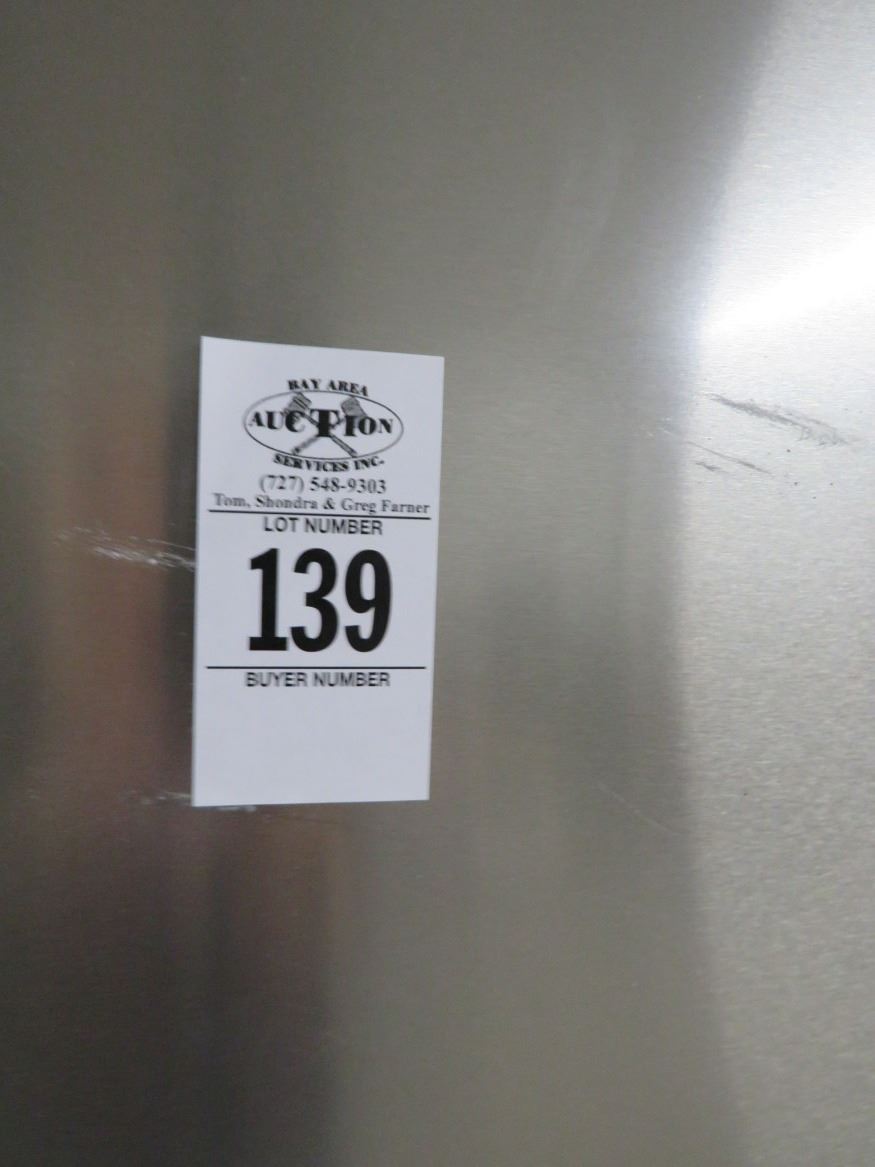 BAY AREA
AUCTION
SERVICES INC.
(727) 548-9303
Tom, Shondra & Greg Farner
LOT NUMBER
139
BUYER NUMBER